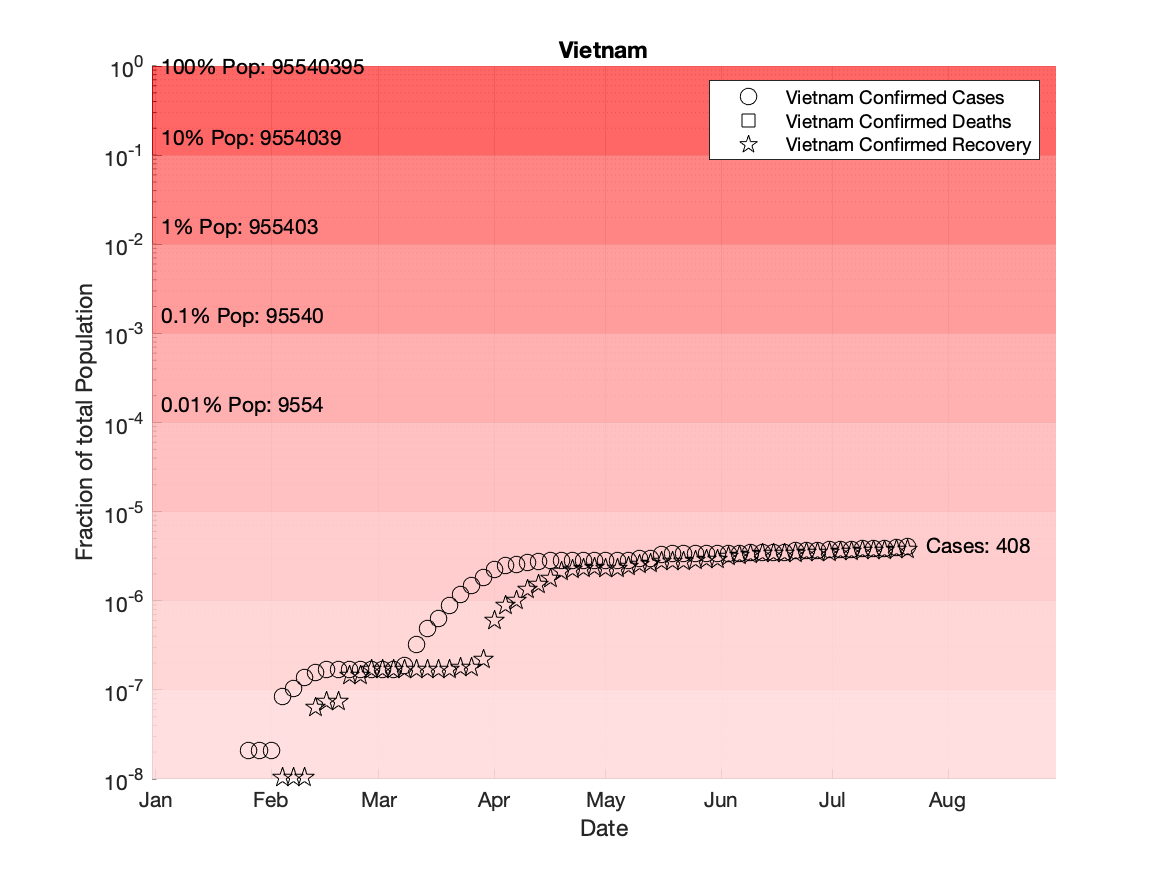 Vietnam
10^0
10^-1
10^-2
10^-3
10^-4
10^-5
10^-6
10^-7
10^-8
Fraction of total Population
100% Pop: 95540395
10% Pop: 9554039
1% Pop: 955403
0.1% Pop: 95540
0.01% Pop: 9554
Vietnam Confirmed Cases
Vietnam Confirmed Deaths
Vietnam Confirmed Recovery
Cases: 408
Jan Feb Mar Apr May Jun Jul Aug
Date